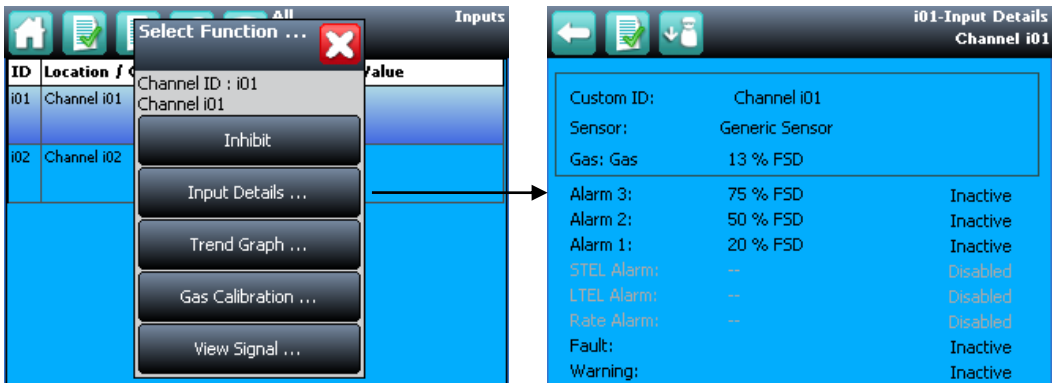 All
Inputs
Select Function ...
ID Location / Value
Channel ID : i01
Channel i01
i01 Channel i01
Inhibit
i02 Channel i02
Input Details ...
Trend Graph ...
Gas Calibration ...
View Signal ...
i01-Input Details
Channel i01
Custom ID: Channel i01
Sensor: Generic Sensor
Gas: Gas 13 % FSD
Alarm 3: 75 % FSD Inactive
Alarm 2: 50 % FSD Inactive
Alarm 1: 20 % FSD Inactive
STEL Alarm: -- Disabled
LTEL Alarm: -- Disabled
Rate Alarm: -- Disabled
Fault: Inactive
Warning: Inactive